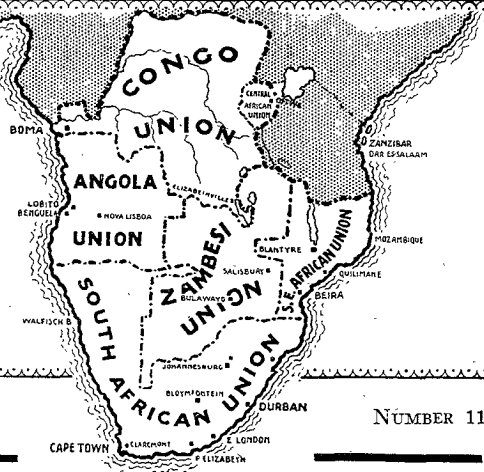 CONGO
UNION
CENTRAL
AFRICAN
UNION
BOMA
ZANZIBAR
DAR ES SALAAM
ANGOLA
UNION
ELIZABETHVILLE
LOBITO
BENGUELA
NOVA LISBOA
ZAMBESI
UNION
BLANTYRE
S.E. AFRICAN UNION
MOZAMBIQUE
SALISBURY
QUILIMANE
BULAWAYO
BEIRA
SOUTH AFRICAN UNION
WALFISCH B
JOHANNESBURG
BLOEMFONTEIN
DURBAN
NUMBER 11
CAPE TOWN
CLAREMONT
E LONDON
P ELIZABETH